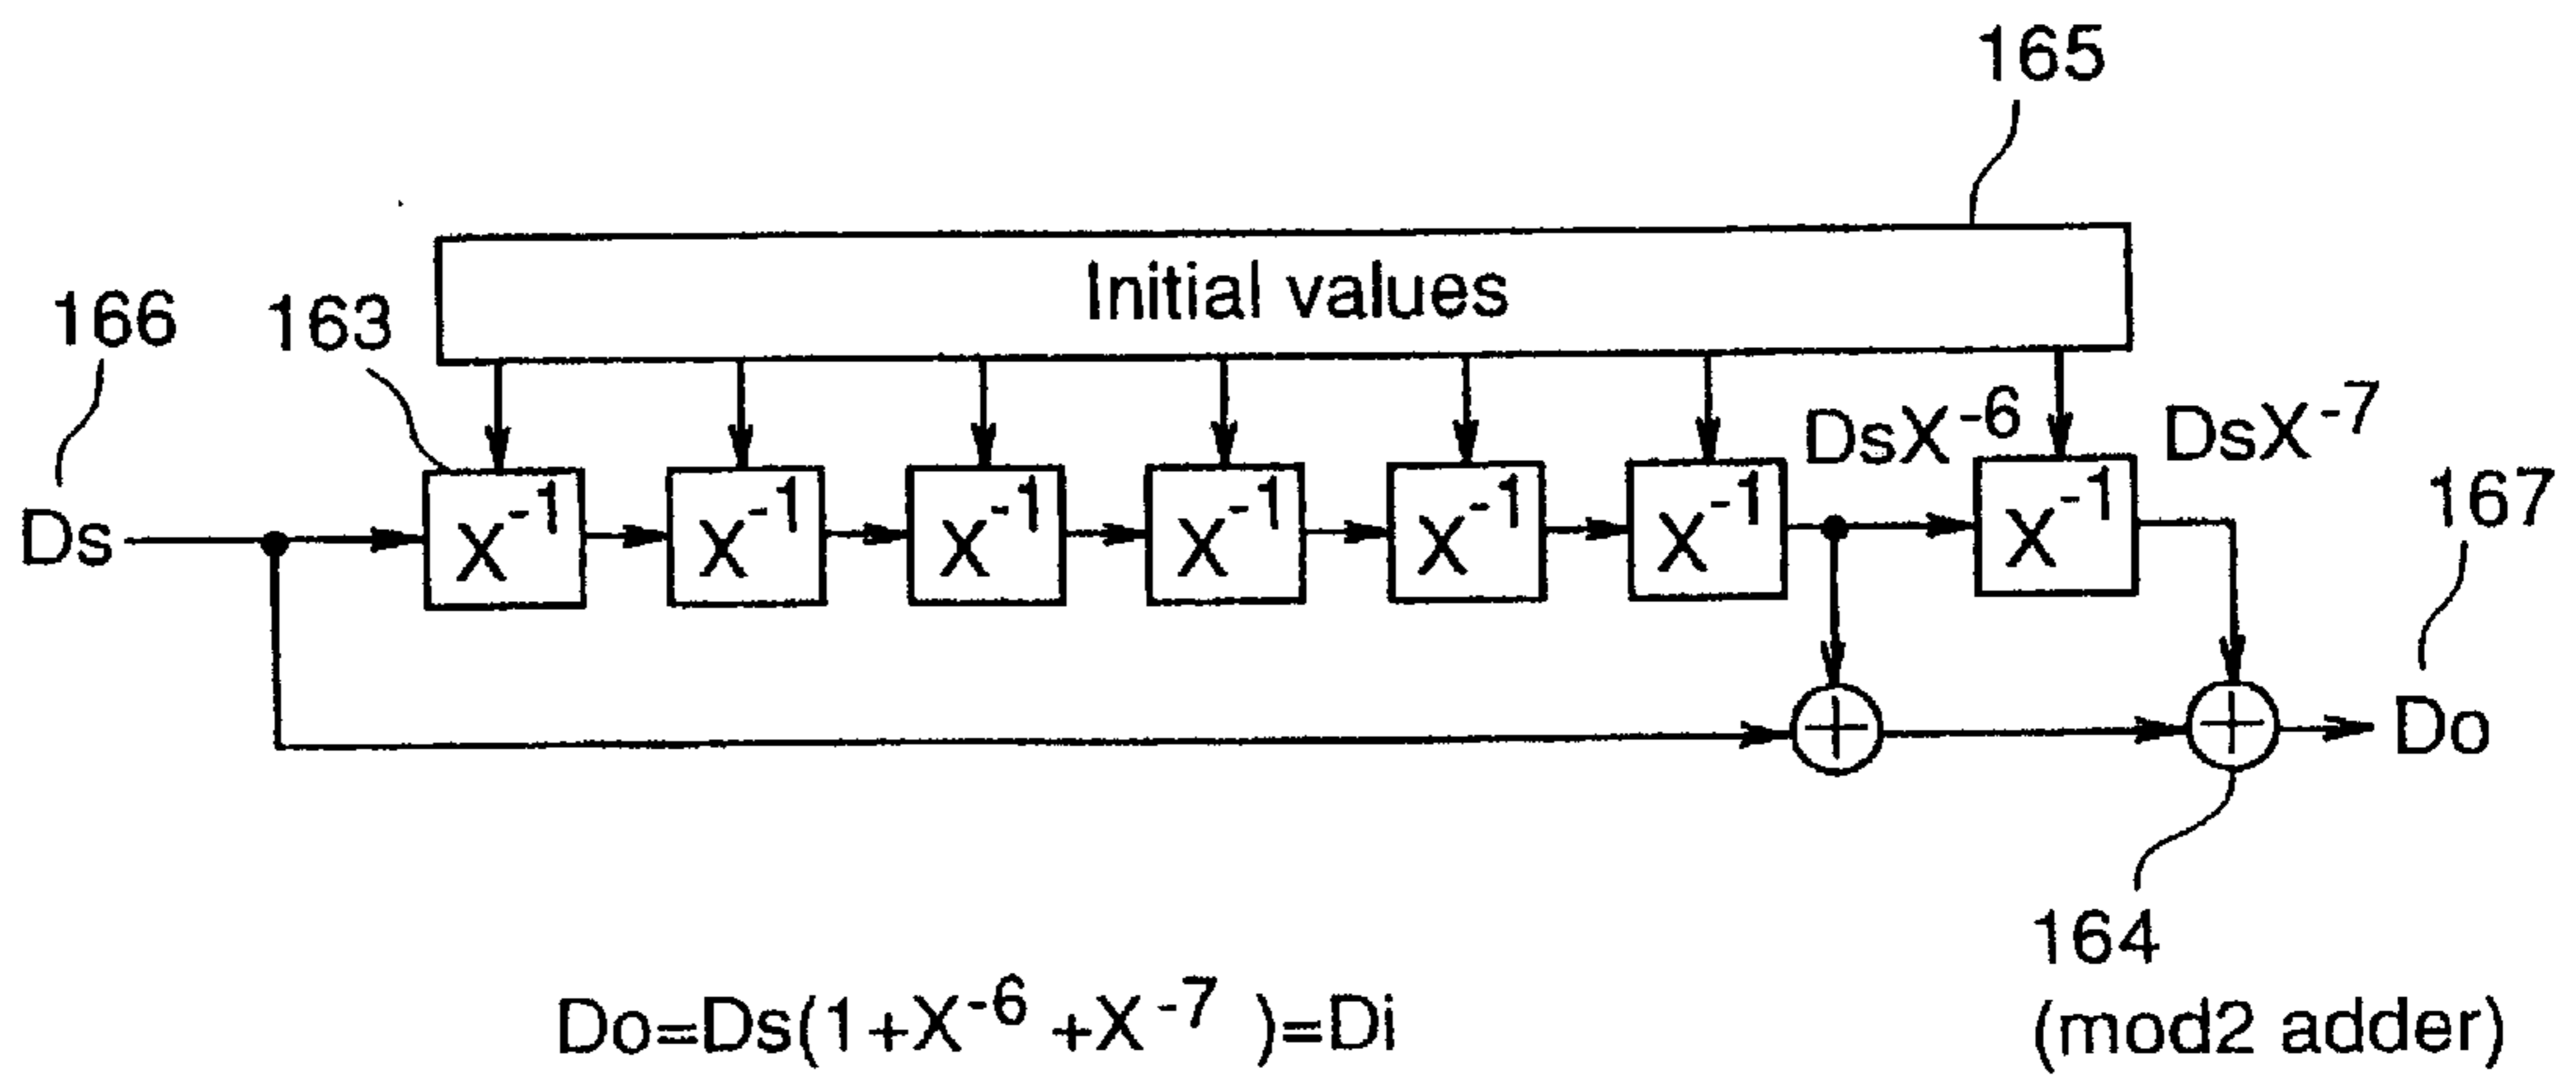 165
Initial values
166
163
DsX⁻⁶
DsX⁻⁷
167
Ds
X⁻¹
X⁻¹
X⁻¹
X⁻¹
X⁻¹
X⁻¹
X⁻¹
Do
164
(mod2 adder)
Do=Ds(1+X⁻⁶+X⁻⁷)=Di